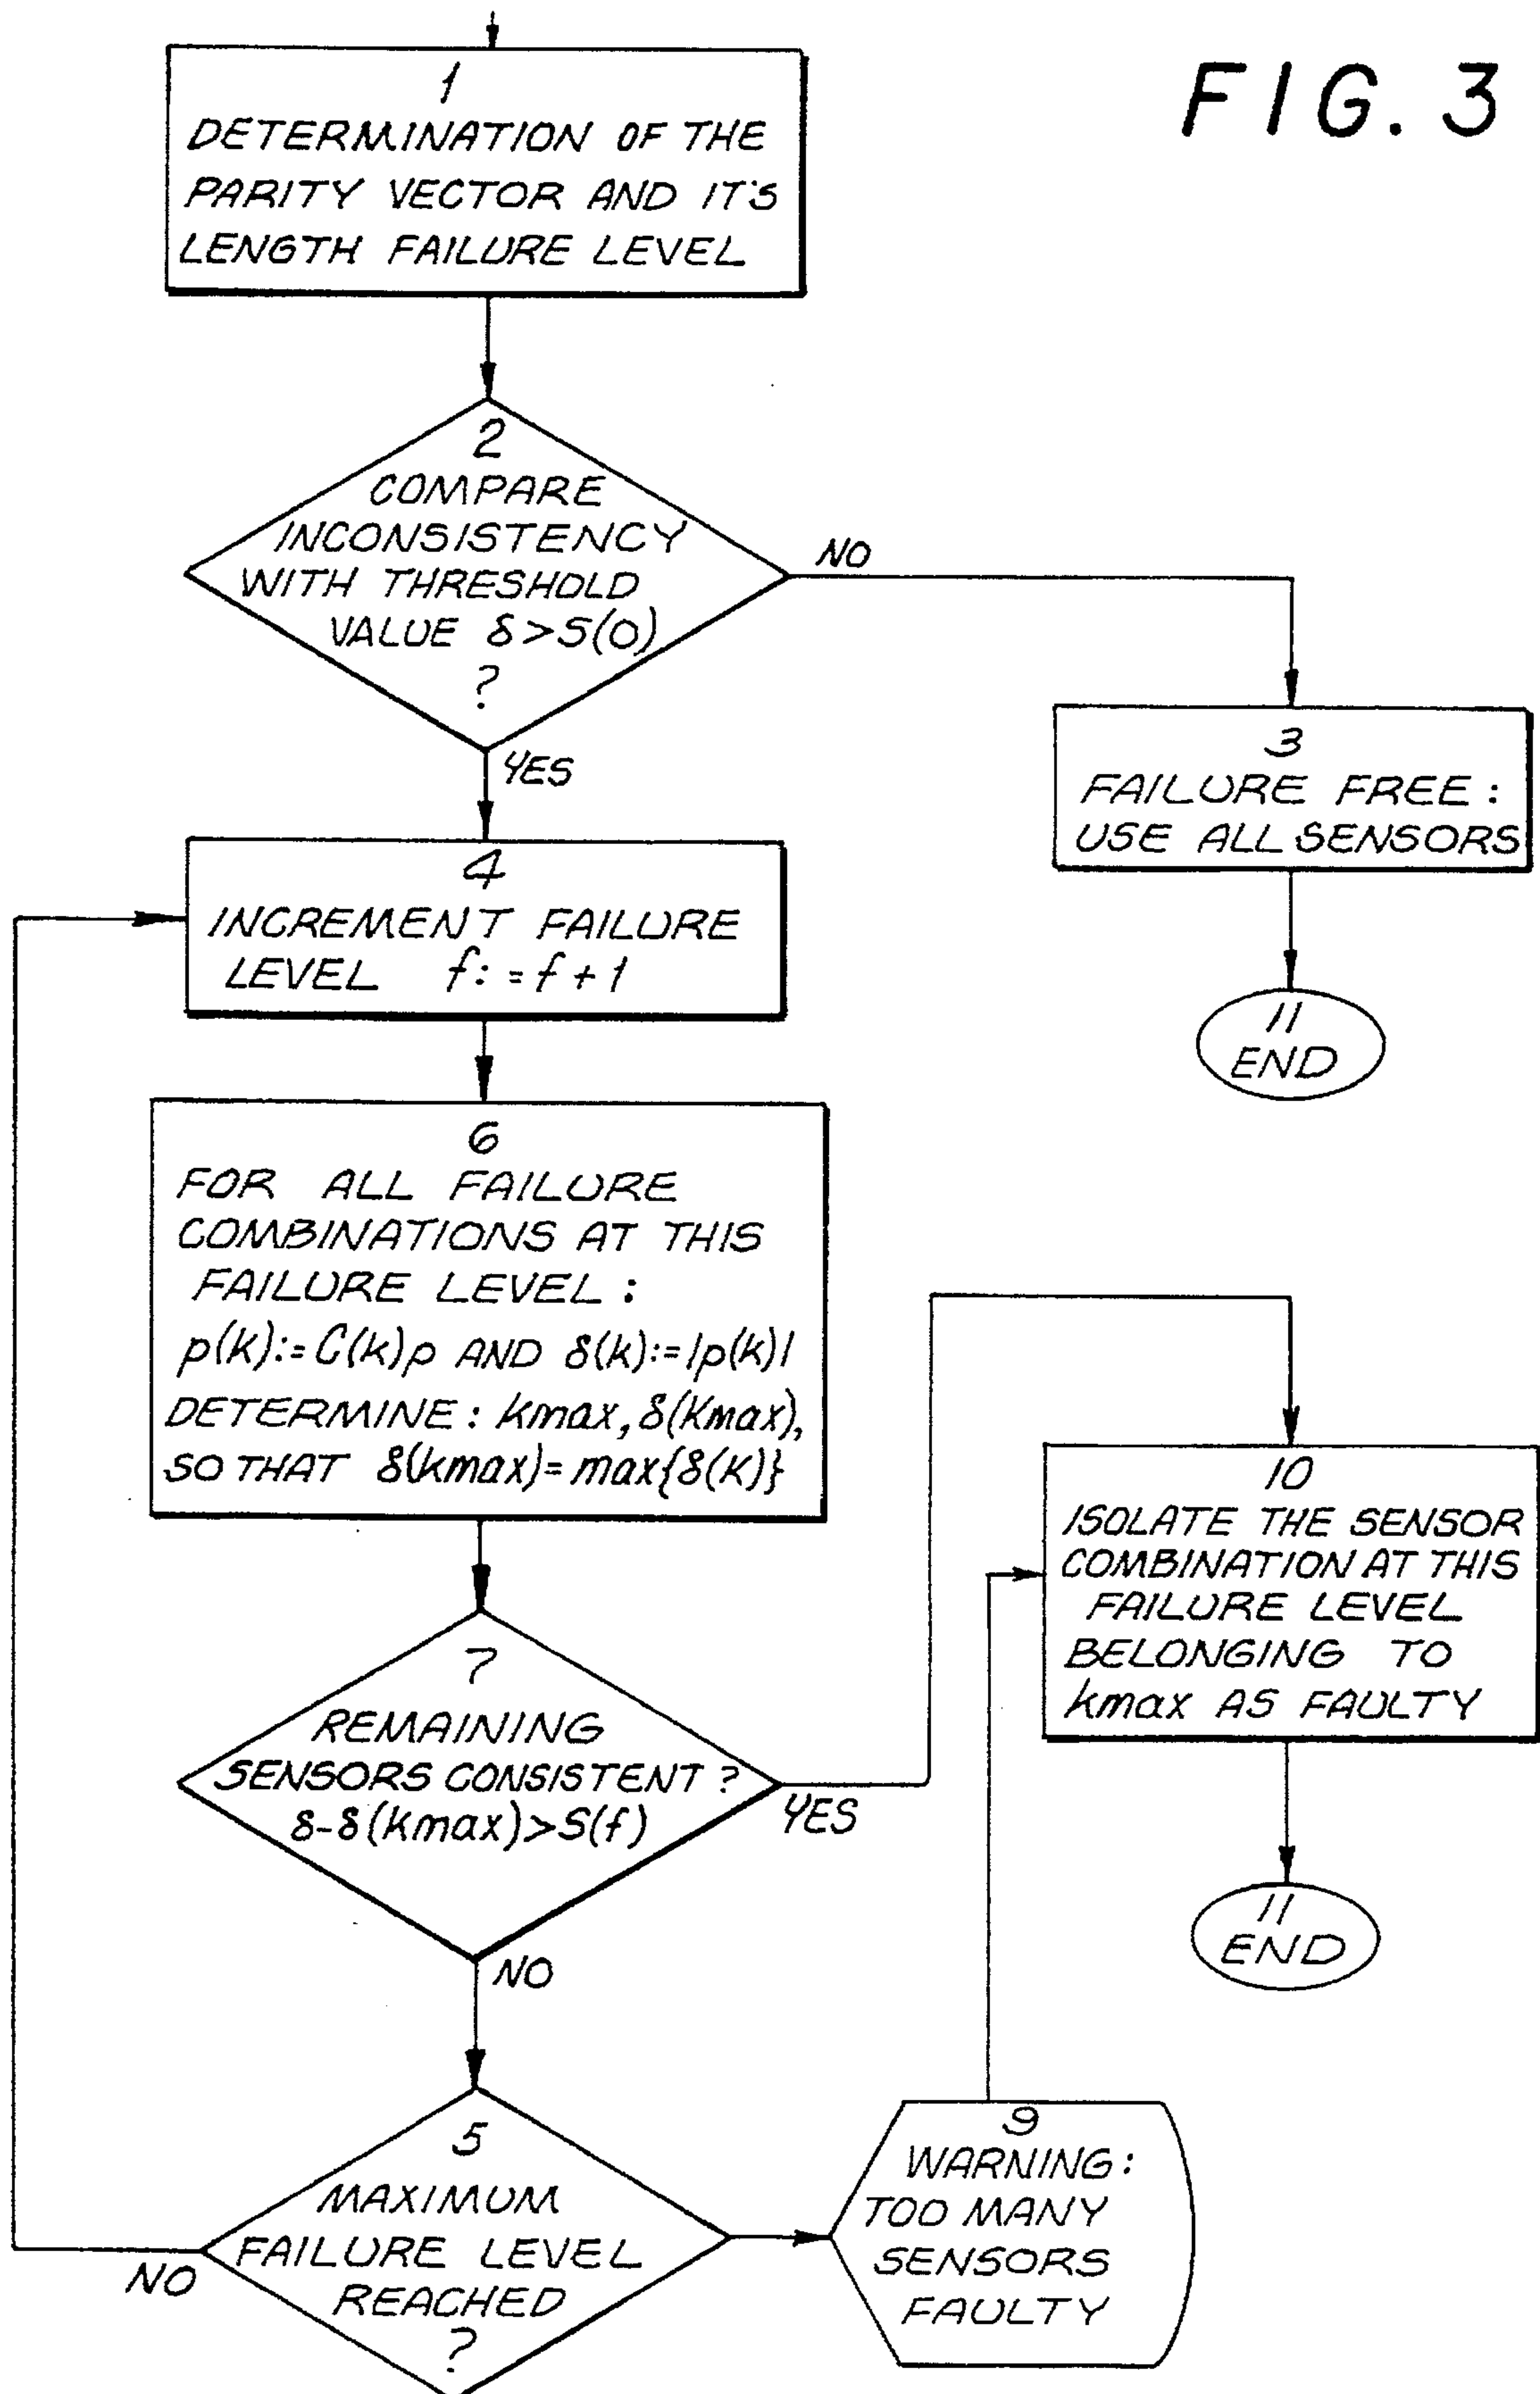 FIG. 3
1
DETERMINATION OF THE
PARITY VECTOR AND IT'S
LENGTH FAILURE LEVEL
2
COMPARE
INCONSISTENCY
WITH THRESHOLD
VALUE δ>S(0)
?
NO
YES
3
FAILURE FREE:
USE ALL SENSORS
11
END
4
INCREMENT FAILURE
LEVEL f:=f+1
6
FOR ALL FAILURE
COMBINATIONS AT THIS
FAILURE LEVEL:
p(k):=C(k)p AND δ(k):=|p(k)|
DETERMINE: kmax, δ(Kmax),
SO THAT δ(kmax)=max{δ(K)}
7
REMAINING
SENSORS CONSISTENT?
δ-δ(kmax)>S(f)
YES
NO
10
ISOLATE THE SENSOR
COMBINATION AT THIS
FAILURE LEVEL
BELONGING TO
kmax AS FAULTY
11
END
5
MAXIMUM
FAILURE LEVEL
REACHED
?
NO
9
WARNING:
TOO MANY
SENSORS
FAULTY